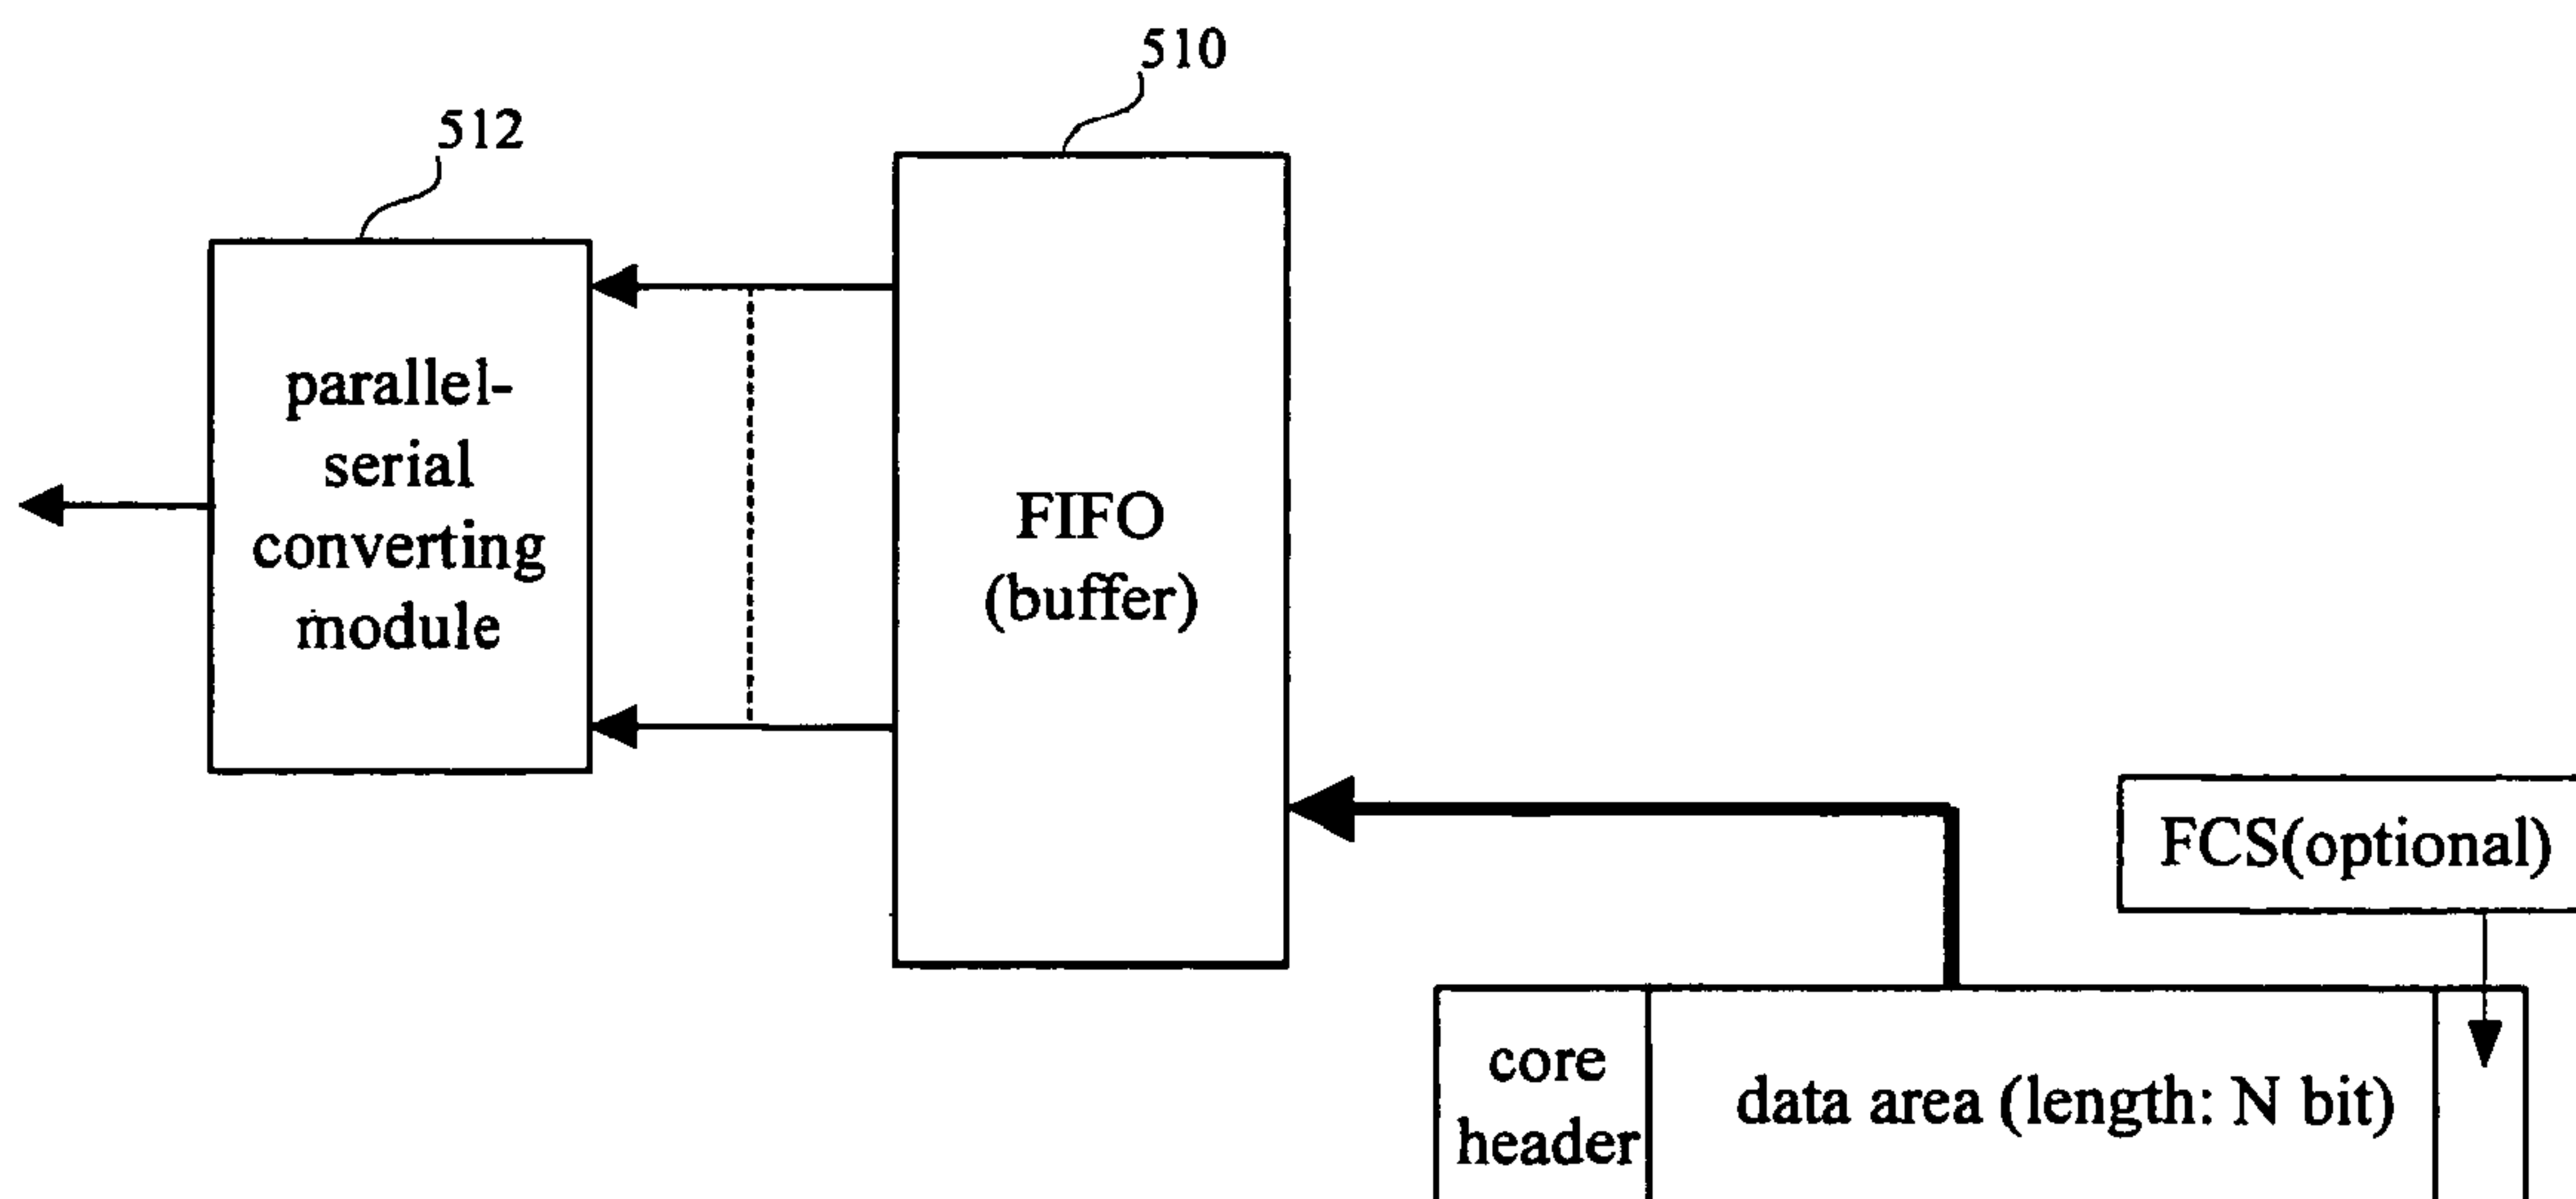 510
512
parallel-
serial
converting
module
FIFO
(buffer)
FCS(optional)
core
header
data area (length: N bit)